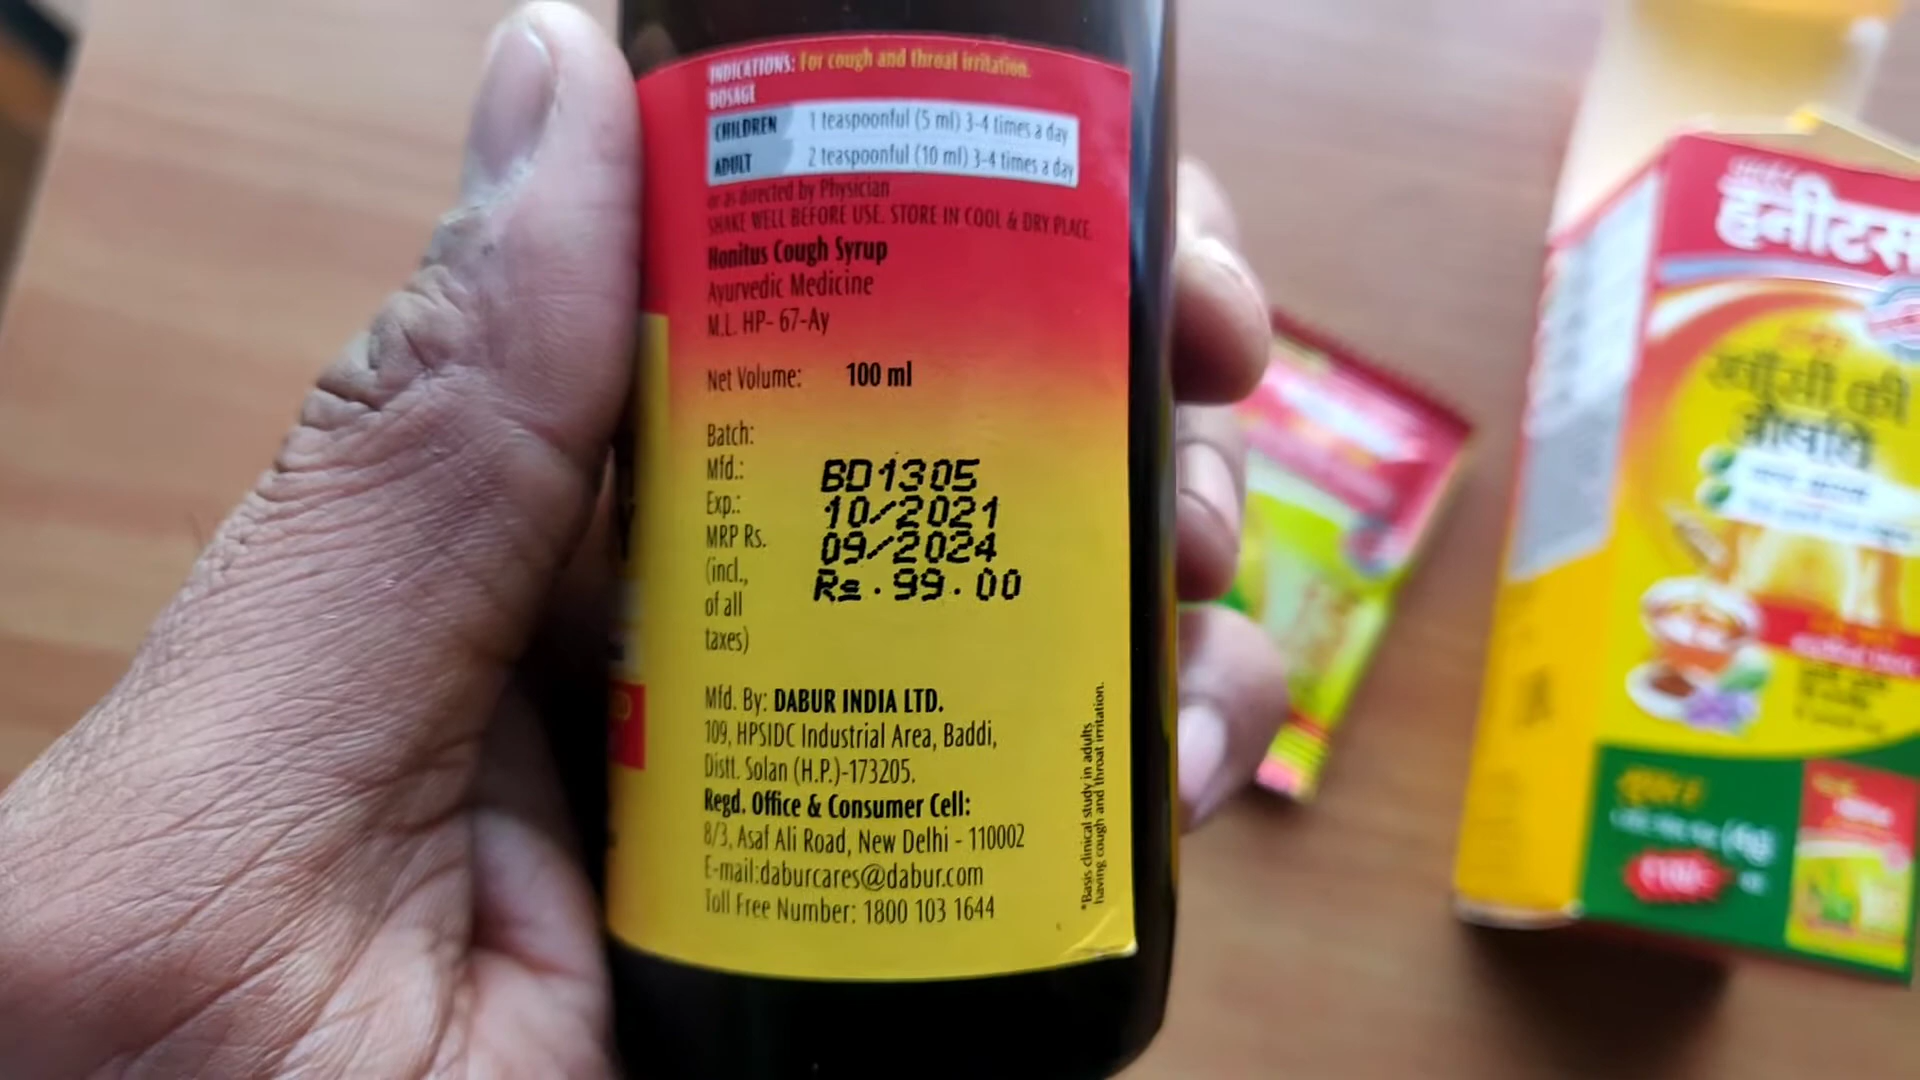 INDICATIONS: For cough and throat irritation.
DOSAGE
CHILDREN 1 teaspoonful (5 ml) 3-4 times a day
ADULT 2 teaspoonful (10 ml) 3-4 times a day
or as directed by Physician
SHAKE WELL BEFORE USE. STORE IN COOL & DRY PLACE.
Honitus Cough Syrup
Ayurvedic Medicine
M.L. HP- 67-Ay
Net Volume: 100 ml
Batch:
Mfd.: BD1305
Exp.: 10/2021
MRP Rs. 09/2024
(incl., Rs.99.00
of all
taxes)
Mfd. By: DABUR INDIA LTD.
109, HPSIDC Industrial Area, Baddi,
Distt. Solan (H.P.)-173205.
Regd. Office & Consumer Cell:
8/3, Asaf Ali Road, New Delhi - 110002
E-mail:daburcares@dabur.com
Toll Free Number: 1800 103 1644
*Basis clinical study in adults
having cough and throat irritation.
हनीटस
खाँसी की
औषधि